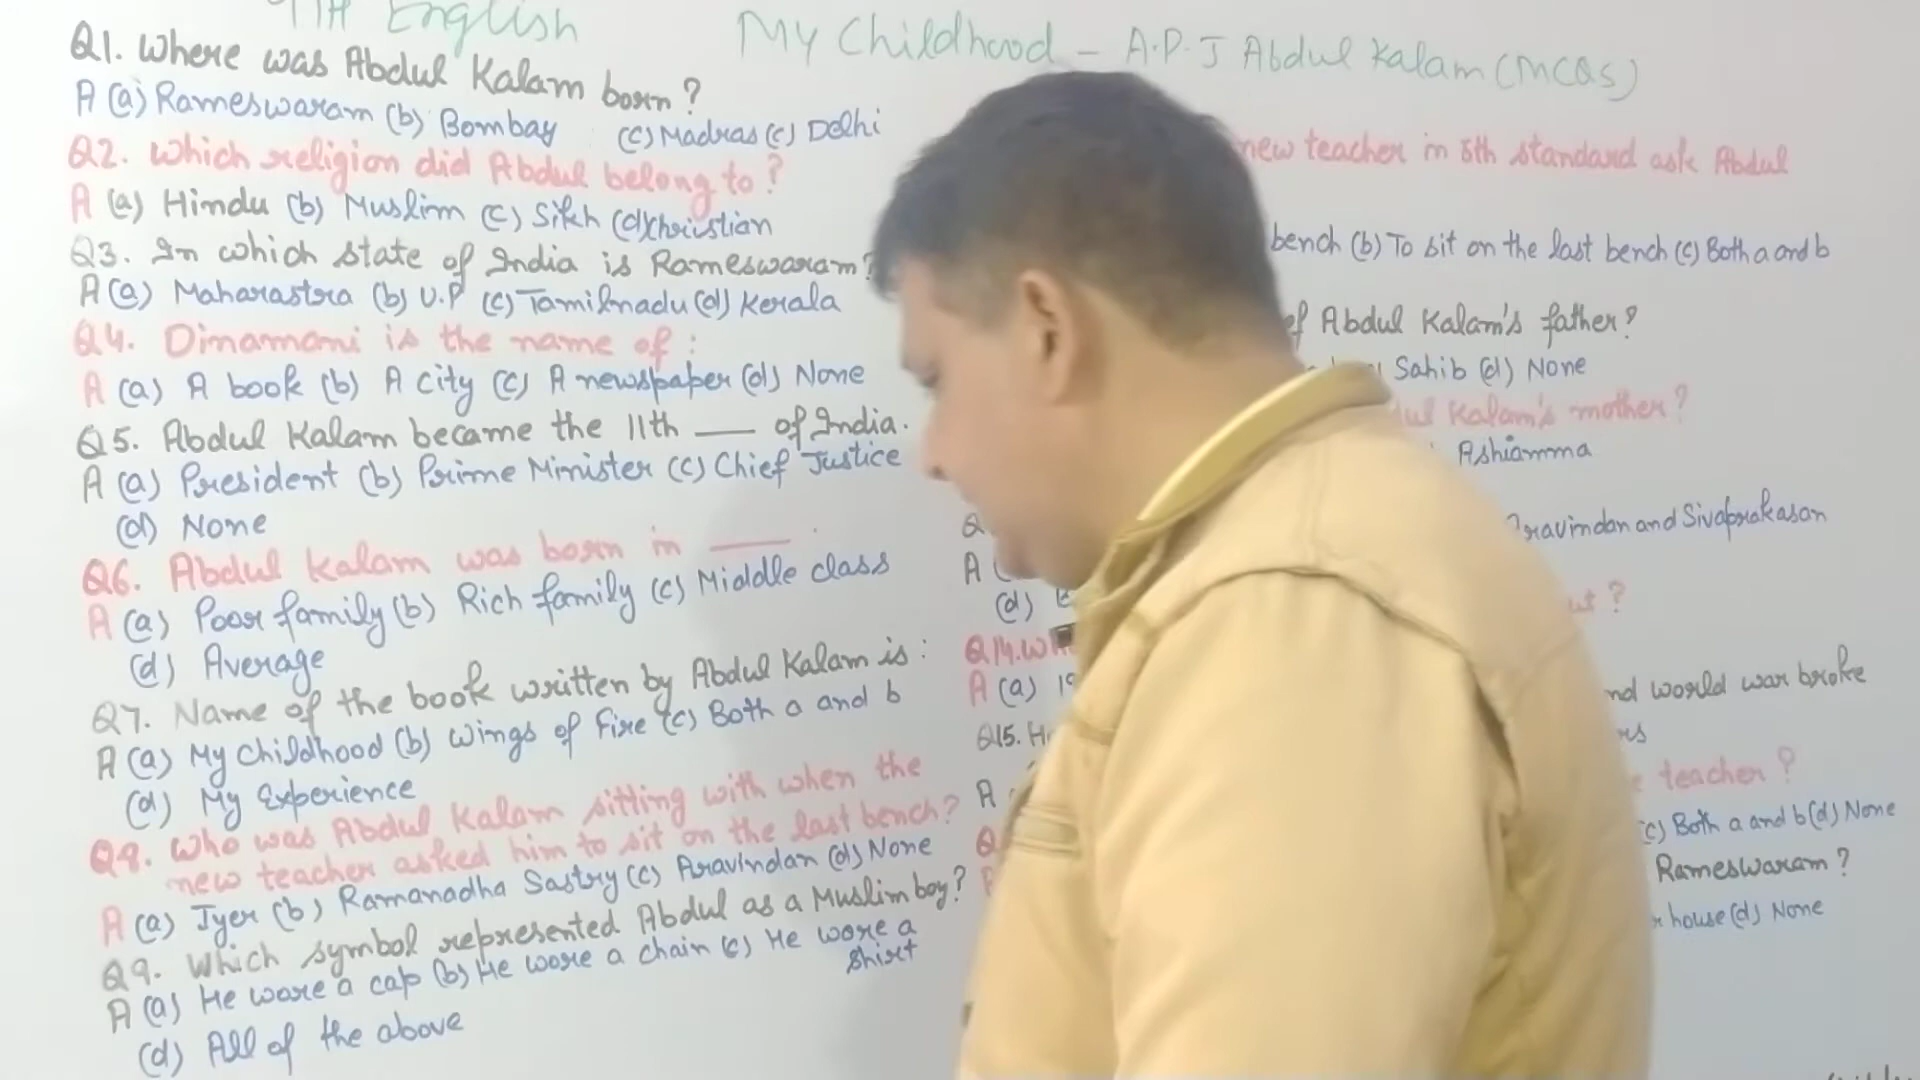 9TH English
My Childhood - A.P.J Abdul Kalam (MCQS)
Q1. Where was Abdul Kalam born?
A (a) Rameswaram (b) Bombay (c) Madras (c) Delhi
Q2. Which religion did Abdul belong to?
A (a) Hindu (b) Muslim (c) Sikh (d) Christian
Q3. In which state of India is Rameswaram?
A (a) Maharastra (b) U.P (c) Tamilnadu (d) Kerala
Q4. Dinamani is the name of :
A (a) A book (b) A city (c) A newspaper (d) None
Q5. Abdul Kalam became the 11th ___ of India.
A (a) President (b) Prime Minister (c) Chief Justice
(d) None
Q6. Abdul Kalam was born in ___ .
A (a) Poor family (b) Rich family (c) Middle class
(d) Average
Q7. Name of the book written by Abdul Kalam is :
A (a) My Childhood (b) Wings of Fire (c) Both a and b
(d) My Experience
Q8. Who was Abdul Kalam sitting with when the
new teacher asked him to sit on the last bench?
A (a) Iyer (b) Ramanadha Sastry (c) Aravindan (d) None
Q9. Which symbol represented Abdul as a Muslim boy?
A (a) He wore a cap (b) He wore a chain (c) He wore a
shirt
(d) All of the above
new teacher in 5th standard ask Abdul
bench (b) To sit on the last bench (c) Both a and b
of Abdul Kalam's father?
Sahib (d) None
Kalam's mother?
Ashiamma
Q
Aravindan and Sivaprakasan
A
(d)
?
Q14.
A (a) 19
world war broke
Q15.
A
teacher?
(c) Both a and b (d) None
Rameswaram?
house (d) None